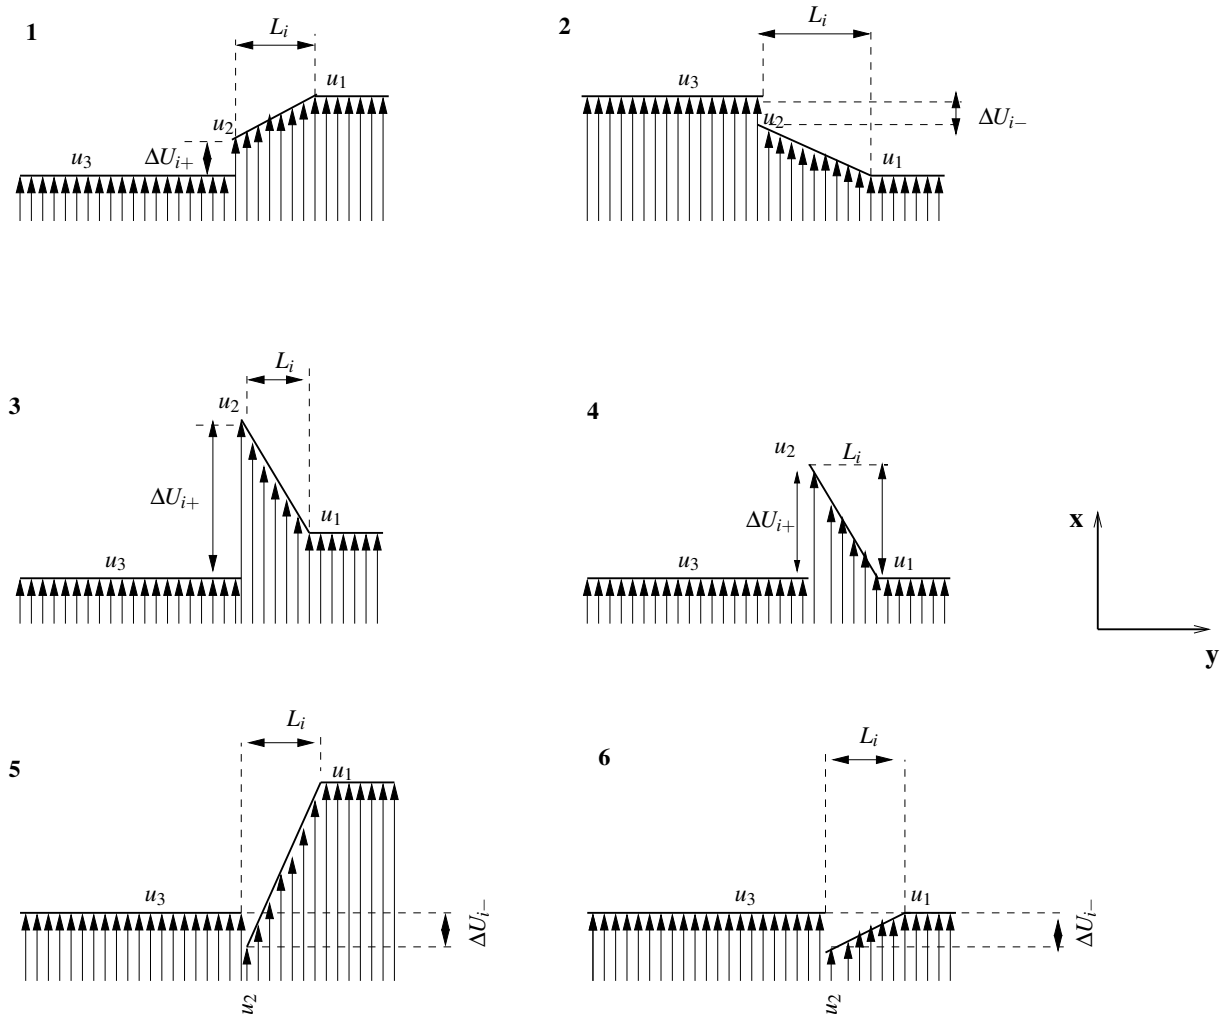 1
L_i
u_1
u_2
ΔU_{i+}
u_3
2
L_i
u_3
u_2
ΔU_{i−}
u_1
3
L_i
u_2
ΔU_{i+}
u_1
u_3
4
u_2
L_i
ΔU_{i+}
u_3
u_1
x
y
5
L_i
u_1
u_3
ΔU_{i−}
u_2
6
L_i
u_3
u_1
ΔU_{i−}
u_2